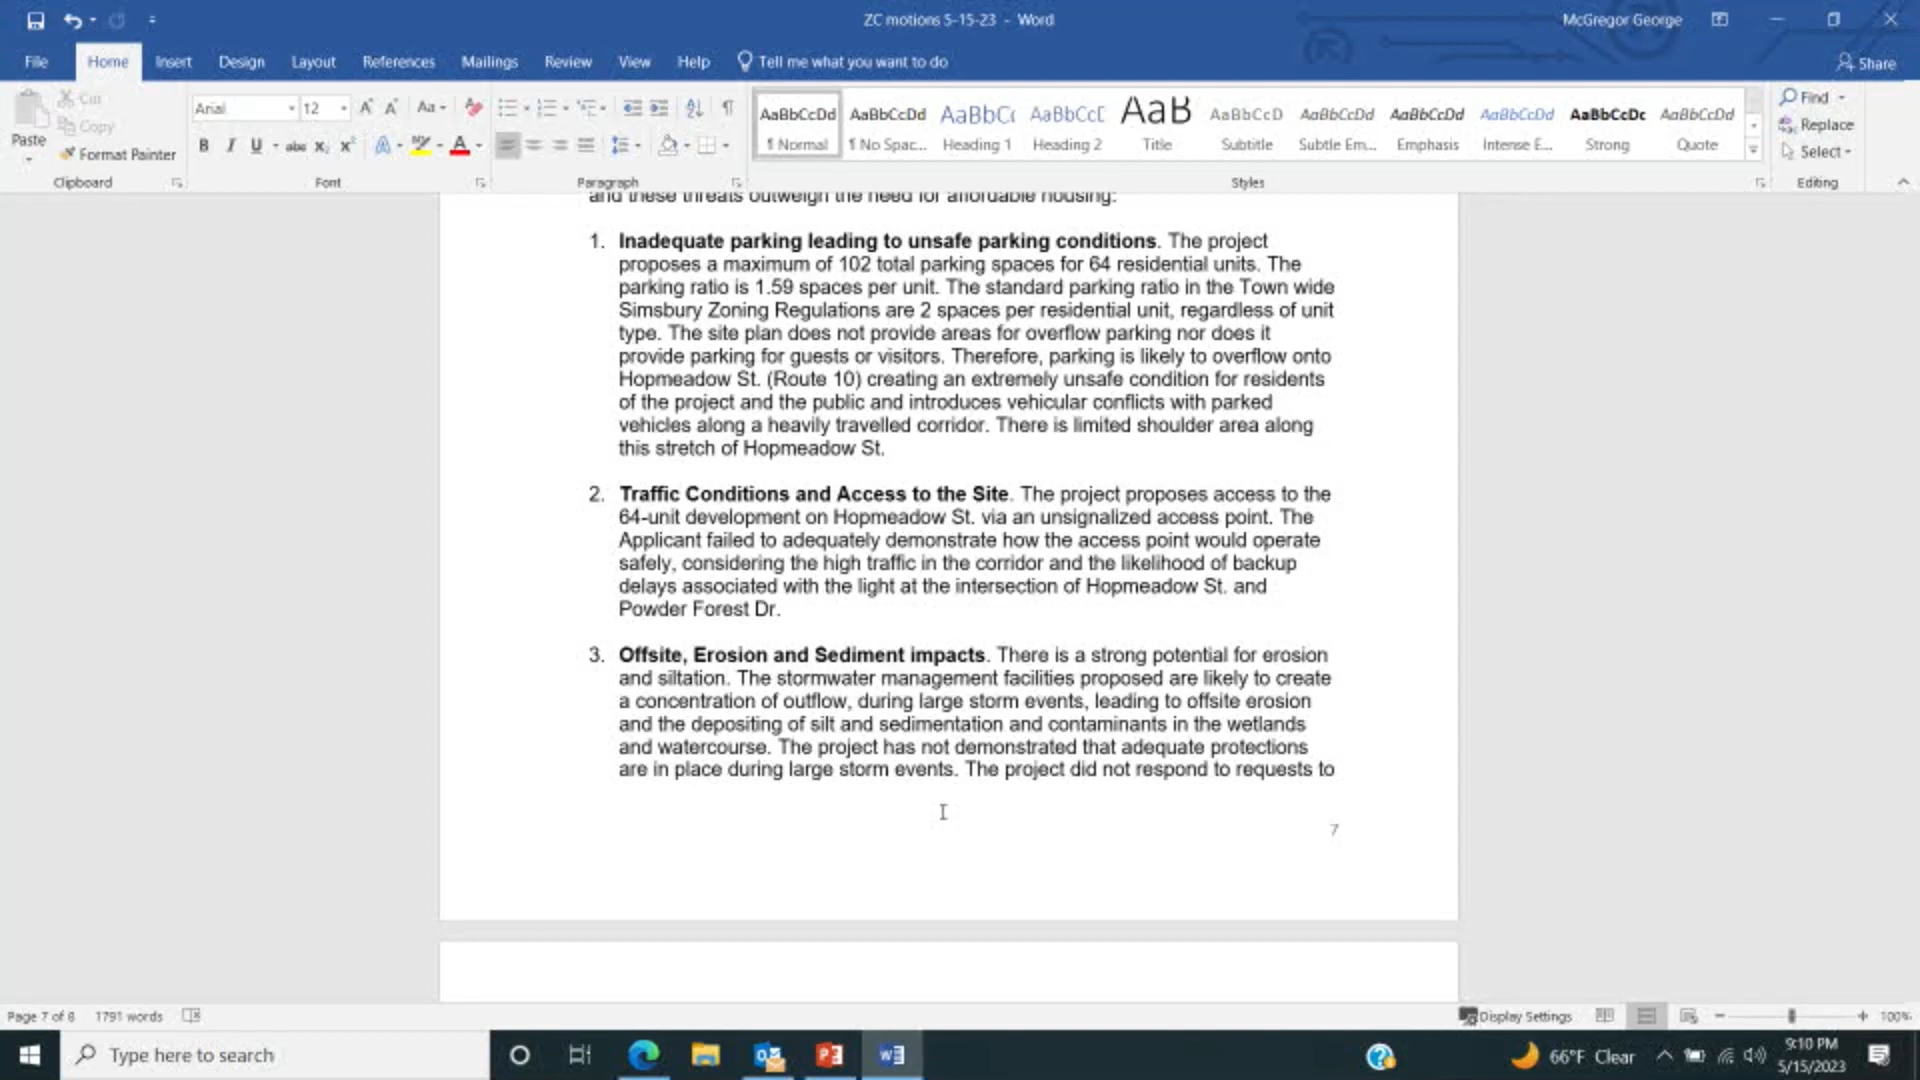 ZC motions 5-15-23 - Word
McGregor George
File Home Insert Design Layout References Mailings Review View Help Tell me what you want to do
Share
Cut
Copy
Paste
Format Painter
Clipboard
Arial 12
Font
Paragraph
AaBbCcDd AaBbCcDd AaBbC AaBbCcD AaB AaBbCcD AaBbCcDd AaBbCcDd AaBbCcDd AaBbCcDc AaBbCcDd
¶ Normal ¶ No Spac... Heading 1 Heading 2 Title Subtitle Subtle Em... Emphasis Intense E... Strong Quote
Styles
Find
Replace
Select
Editing
and these threats outweigh the need for affordable housing:
1. Inadequate parking leading to unsafe parking conditions. The project
proposes a maximum of 102 total parking spaces for 64 residential units. The
parking ratio is 1.59 spaces per unit. The standard parking ratio in the Town wide
Simsbury Zoning Regulations are 2 spaces per residential unit, regardless of unit
type. The site plan does not provide areas for overflow parking nor does it
provide parking for guests or visitors. Therefore, parking is likely to overflow onto
Hopmeadow St. (Route 10) creating an extremely unsafe condition for residents
of the project and the public and introduces vehicular conflicts with parked
vehicles along a heavily travelled corridor. There is limited shoulder area along
this stretch of Hopmeadow St.
2. Traffic Conditions and Access to the Site. The project proposes access to the
64-unit development on Hopmeadow St. via an unsignalized access point. The
Applicant failed to adequately demonstrate how the access point would operate
safely, considering the high traffic in the corridor and the likelihood of backup
delays associated with the light at the intersection of Hopmeadow St. and
Powder Forest Dr.
3. Offsite, Erosion and Sediment impacts. There is a strong potential for erosion
and siltation. The stormwater management facilities proposed are likely to create
a concentration of outflow, during large storm events, leading to offsite erosion
and the depositing of silt and sedimentation and contaminants in the wetlands
and watercourse. The project has not demonstrated that adequate protections
are in place during large storm events. The project did not respond to requests to
7
Page 7 of 8 1791 words
Display Settings
100%
Type here to search
66°F Clear
9:10 PM
5/15/2023